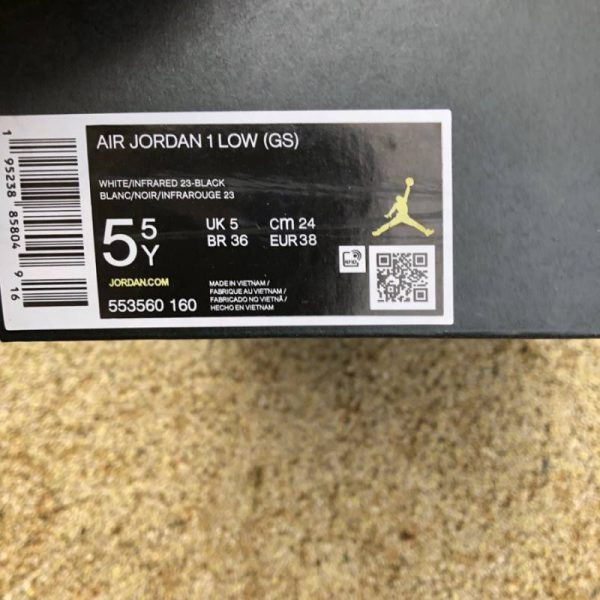 AIR JORDAN 1 LOW (GS)
WHITE/INFRARED 23-BLACK
BLANC/NOIR/INFRAROUGE 23
5 5 Y
UK 5 cm 24
BR 36 EUR 38
JORDAN.COM
553560 160
MADE IN VIETNAM /
FABRIQUE AU VIETNAM /
FABRICADO NO VIETNÃ /
HECHO EN VIETNAM
1 95238 85804 9 16